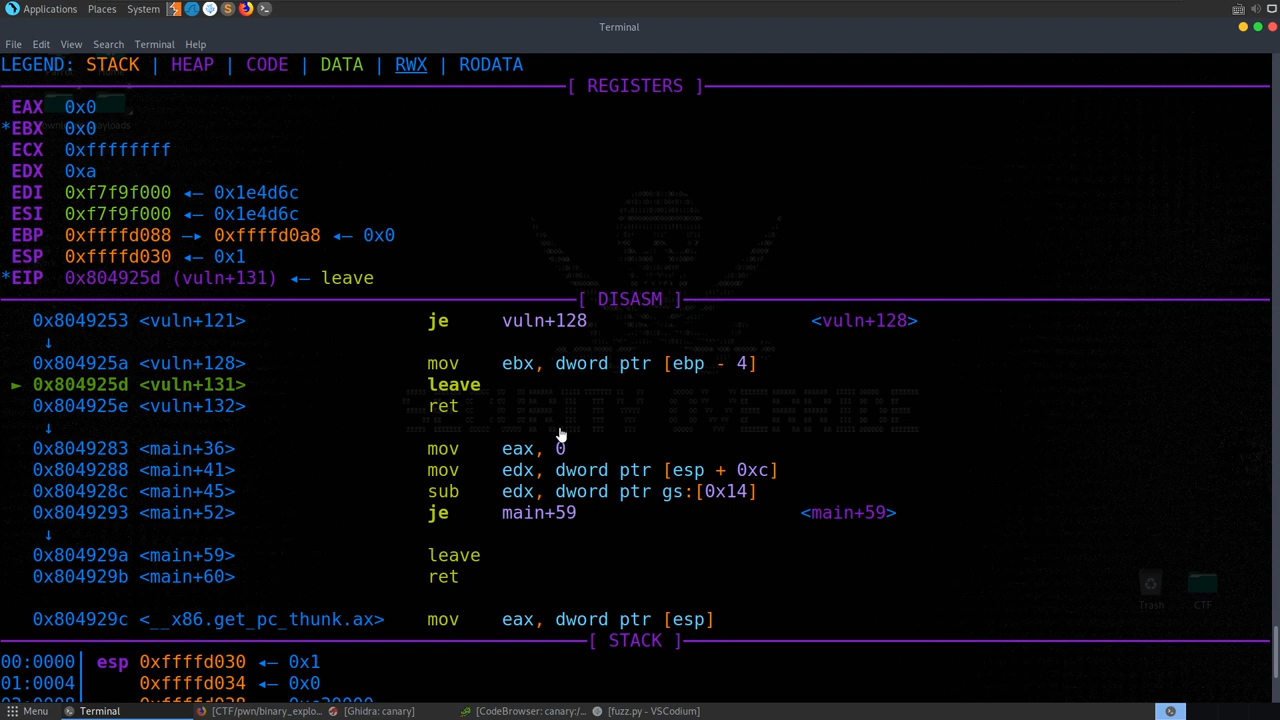 Applications Places System
Terminal
File Edit View Search Terminal Help
LEGEND: STACK | HEAP | CODE | DATA | RWX | RODATA
[ REGISTERS ]
EAX 0x0
*EBX 0x0
ECX 0xffffffff
EDX 0xa
EDI 0xf7f9f000 ◂— 0x1e4d6c
ESI 0xf7f9f000 ◂— 0x1e4d6c
EBP 0xffffd088 —▸ 0xffffd0a8 ◂— 0x0
ESP 0xffffd030 ◂— 0x1
*EIP 0x804925d (vuln+131) ◂— leave
[ DISASM ]
0x8049253 <vuln+121> je vuln+128 <vuln+128>
↓
0x804925a <vuln+128> mov ebx, dword ptr [ebp - 4]
► 0x804925d <vuln+131> leave
0x804925e <vuln+132> ret
↓
0x8049283 <main+36> mov eax, 0
0x8049288 <main+41> mov edx, dword ptr [esp + 0xc]
0x804928c <main+45> sub edx, dword ptr gs:[0x14]
0x8049293 <main+52> je main+59 <main+59>
↓
0x804929a <main+59> leave
0x804929b <main+60> ret
Trash CTF
0x804929c <__x86.get_pc_thunk.ax> mov eax, dword ptr [esp]
[ STACK ]
00:0000│ esp 0xffffd030 ◂— 0x1
01:0004│ 0xffffd034 ◂— 0x0
Menu Terminal [CTF/pwn/binary_explo... [Ghidra: canary] [CodeBrowser: canary:/... [fuzz.py - VSCodium]